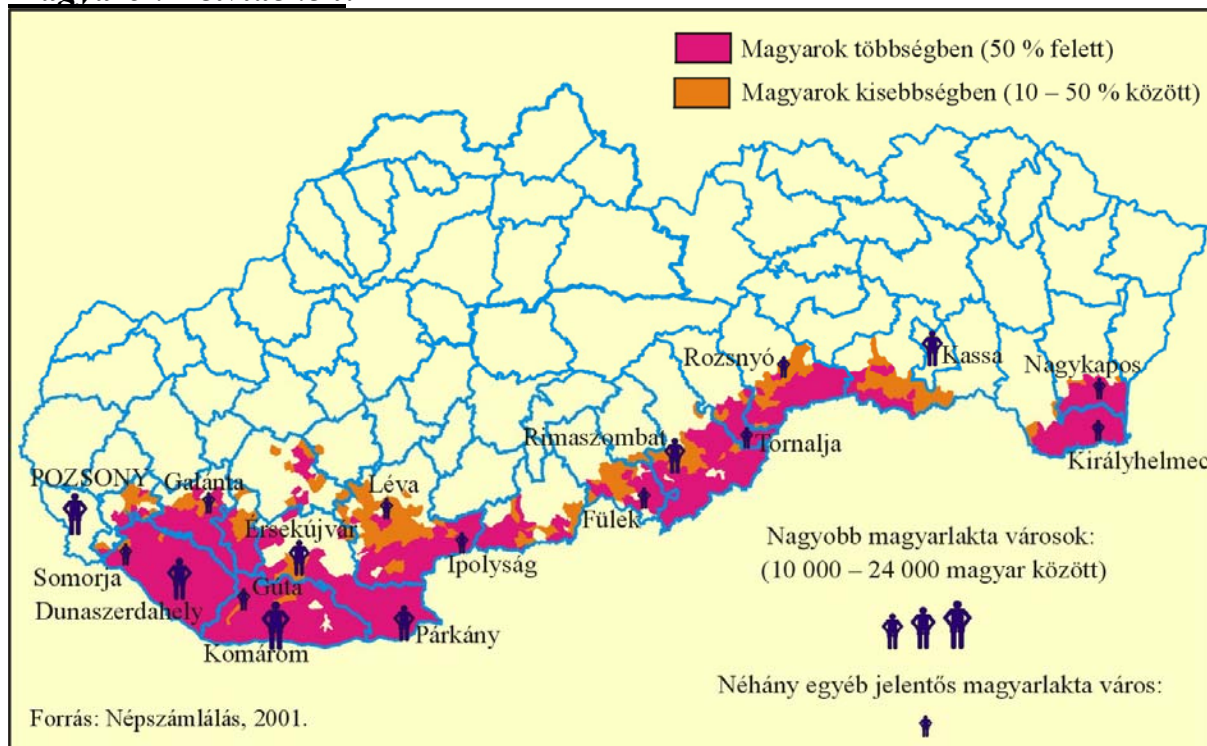 Magyarok többségben (50 % felett)
Magyarok kisebbségben (10 – 50 % között)
Rozsnyó
Kassa
Nagykapos
Rimaszombat
Tornalja
Királyhelmec
POZSONY
Galánta
Léva
Fülek
Érsekújvár
Ipolyság
Somorja
Gúta
Dunaszerdahely
Párkány
Komárom
Nagyobb magyarlakta városok:
(10 000 – 24 000 magyar között)
Néhány egyéb jelentős magyarlakta város:
Forrás: Népszámlálás, 2001.